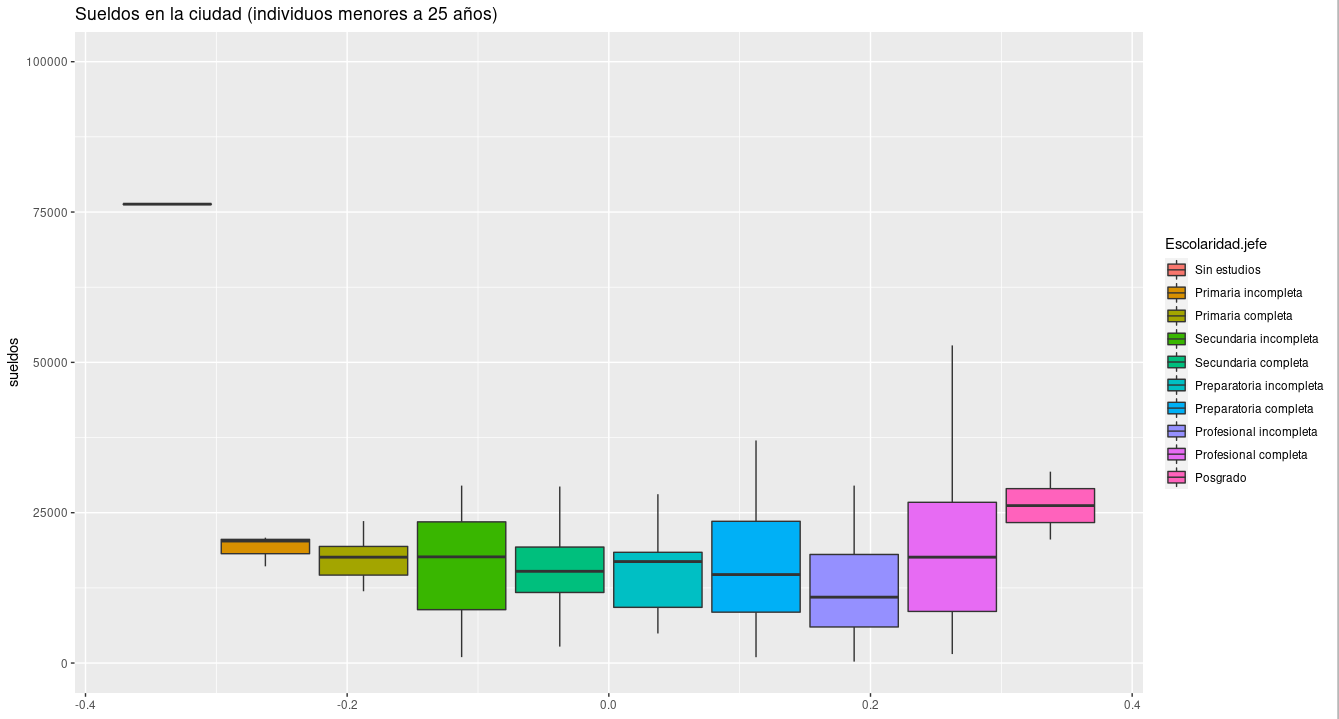 Sueldos en la ciudad (individuos menores a 25 años)
100000
75000
50000
25000
0
sueldos
-0.4
-0.2
0.0
0.2
0.4
Escolaridad.jefe
Sin estudios
Primaria incompleta
Primaria completa
Secundaria incompleta
Secundaria completa
Preparatoria incompleta
Preparatoria completa
Profesional incompleta
Profesional completa
Posgrado